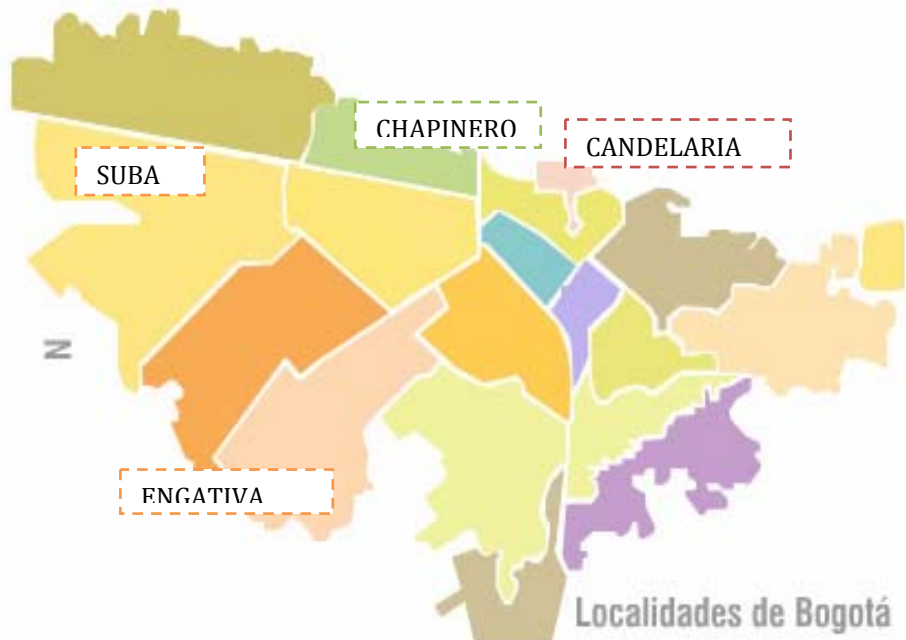 CHAPINERO
CANDELARIA
SUBA
N
ENGATIVA
Localidades de Bogotá